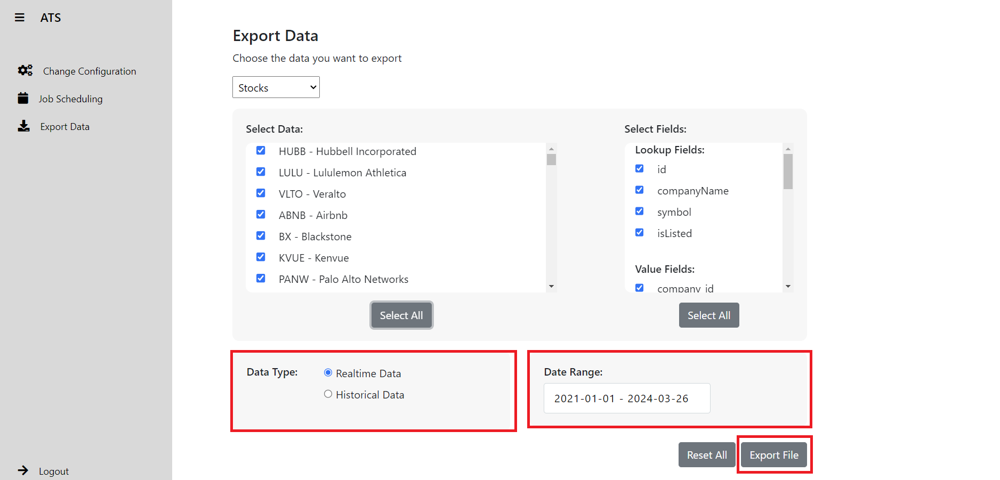 ATS
Change Configuration
Job Scheduling
Export Data
Logout
Export Data
Choose the data you want to export
Stocks
Select Data:
HUBB - Hubbell Incorporated
LULU - Lululemon Athletica
VLTO - Veralto
ABNB - Airbnb
BX - Blackstone
KVUE - Kenvue
PANW - Palo Alto Networks
Select All
Select Fields:
Lookup Fields:
id
companyName
symbol
isListed
Value Fields:
company_id
Select All
Data Type:
Realtime Data
Historical Data
Date Range:
2021-01-01 - 2024-03-26
Reset All
Export File